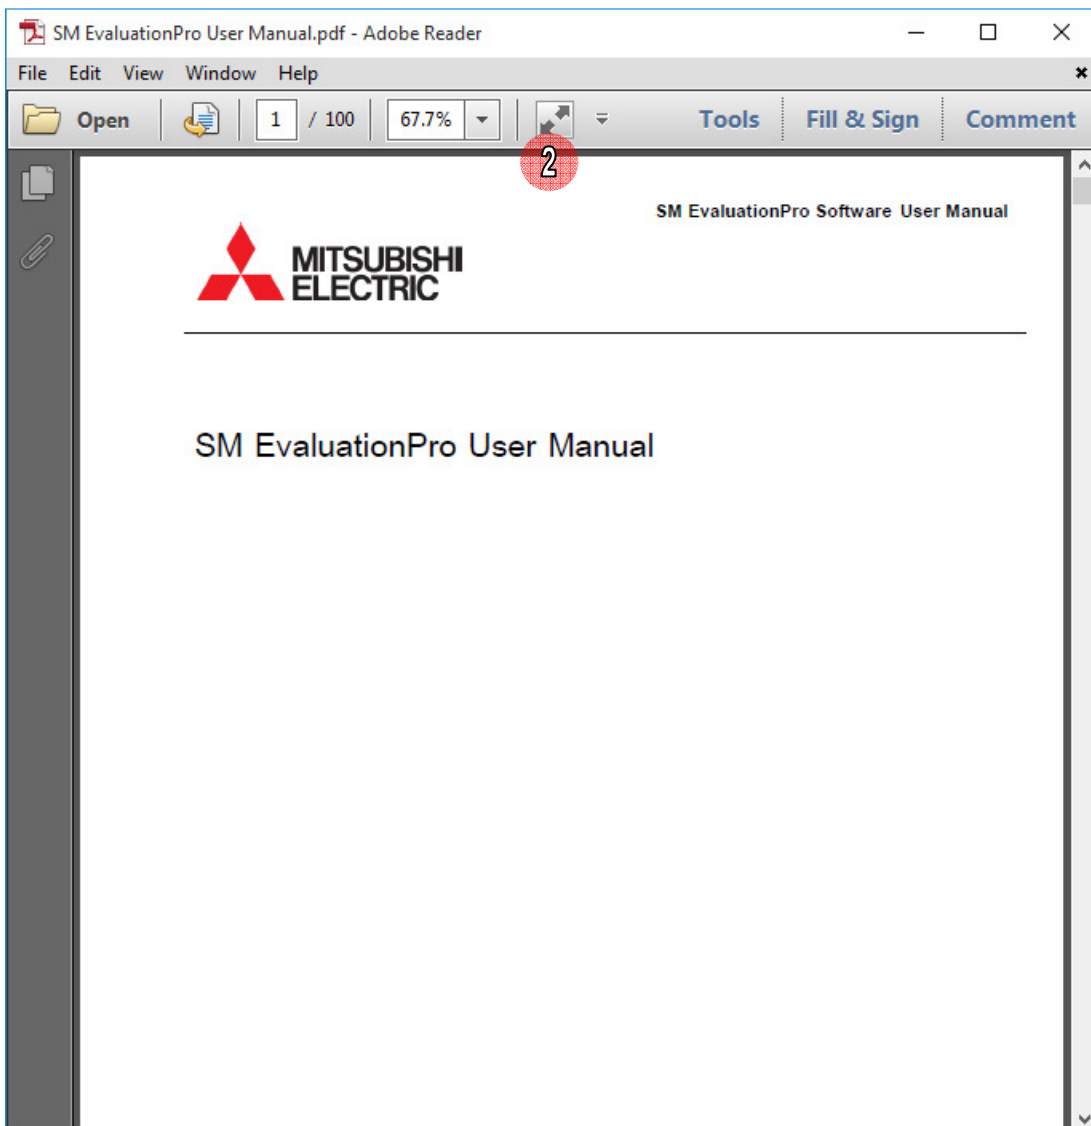 SM EvaluationPro User Manual.pdf - Adobe Reader
File Edit View Window Help
Open 1 / 100 67.7% Tools Fill & Sign Comment
2
SM EvaluationPro Software User Manual
MITSUBISHI
ELECTRIC
SM EvaluationPro User Manual